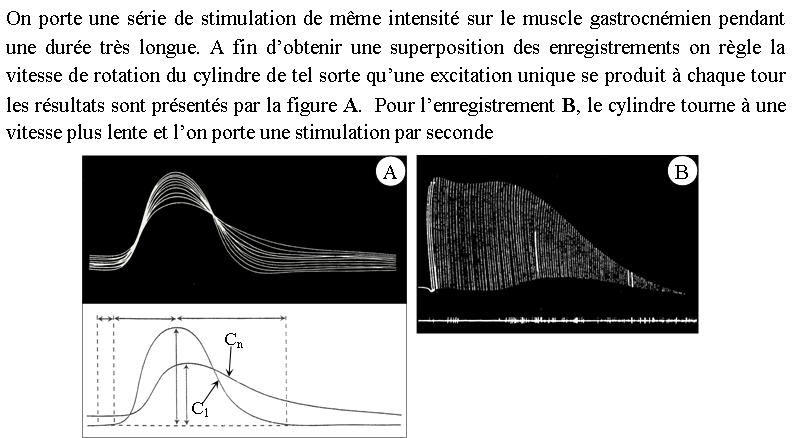 On porte une série de stimulation de même intensité sur le muscle gastrocnémien pendant
une durée très longue. A fin d'obtenir une superposition des enregistrements on règle la
vitesse de rotation du cylindre de tel sorte qu'une excitation unique se produit à chaque tour
les résultats sont présentés par la figure A. Pour l'enregistrement B, le cylindre tourne à une
vitesse plus lente et l'on porte une stimulation par seconde
A
B
Cn
C1